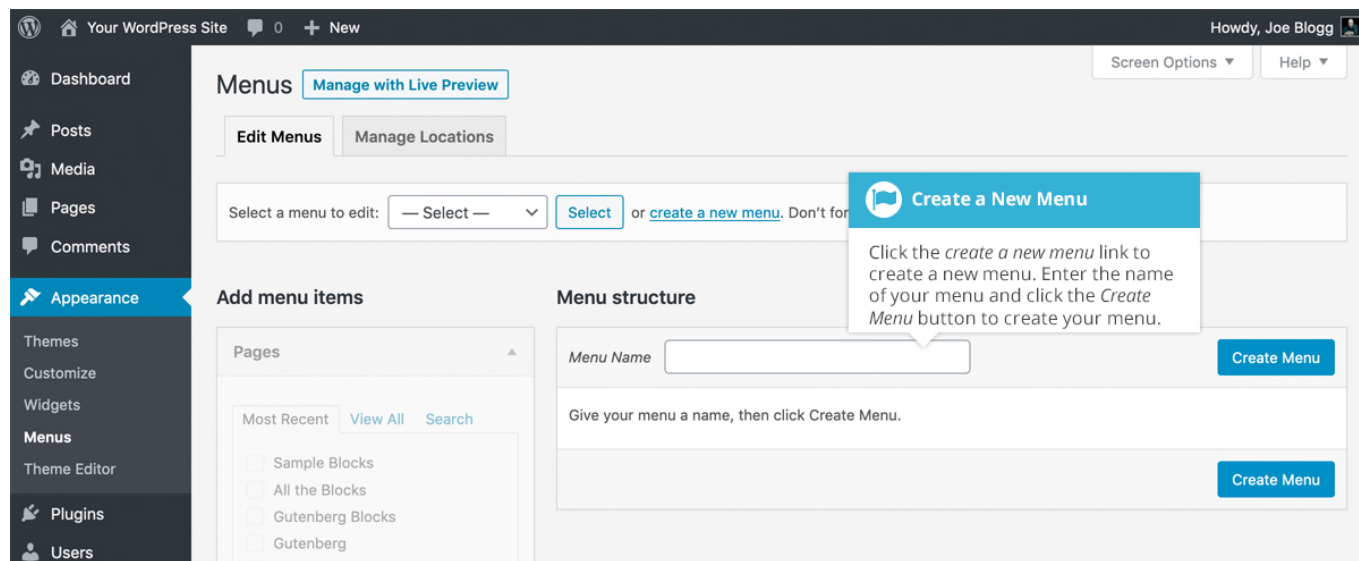 Your WordPress Site 0 + New Howdy, Joe Blogg
Screen Options ▼ Help ▼
Dashboard
Posts
Media
Pages
Comments
Appearance
Themes
Customize
Widgets
Menus
Theme Editor
Plugins
Users
Menus Manage with Live Preview
Edit Menus Manage Locations
Select a menu to edit: — Select — Select or create a new menu. Don't for
Create a New Menu
Click the create a new menu link to
create a new menu. Enter the name
of your menu and click the Create
Menu button to create your menu.
Add menu items
Pages
Most Recent View All Search
Sample Blocks
All the Blocks
Gutenberg Blocks
Gutenberg
Menu structure
Menu Name Create Menu
Give your menu a name, then click Create Menu.
Create Menu